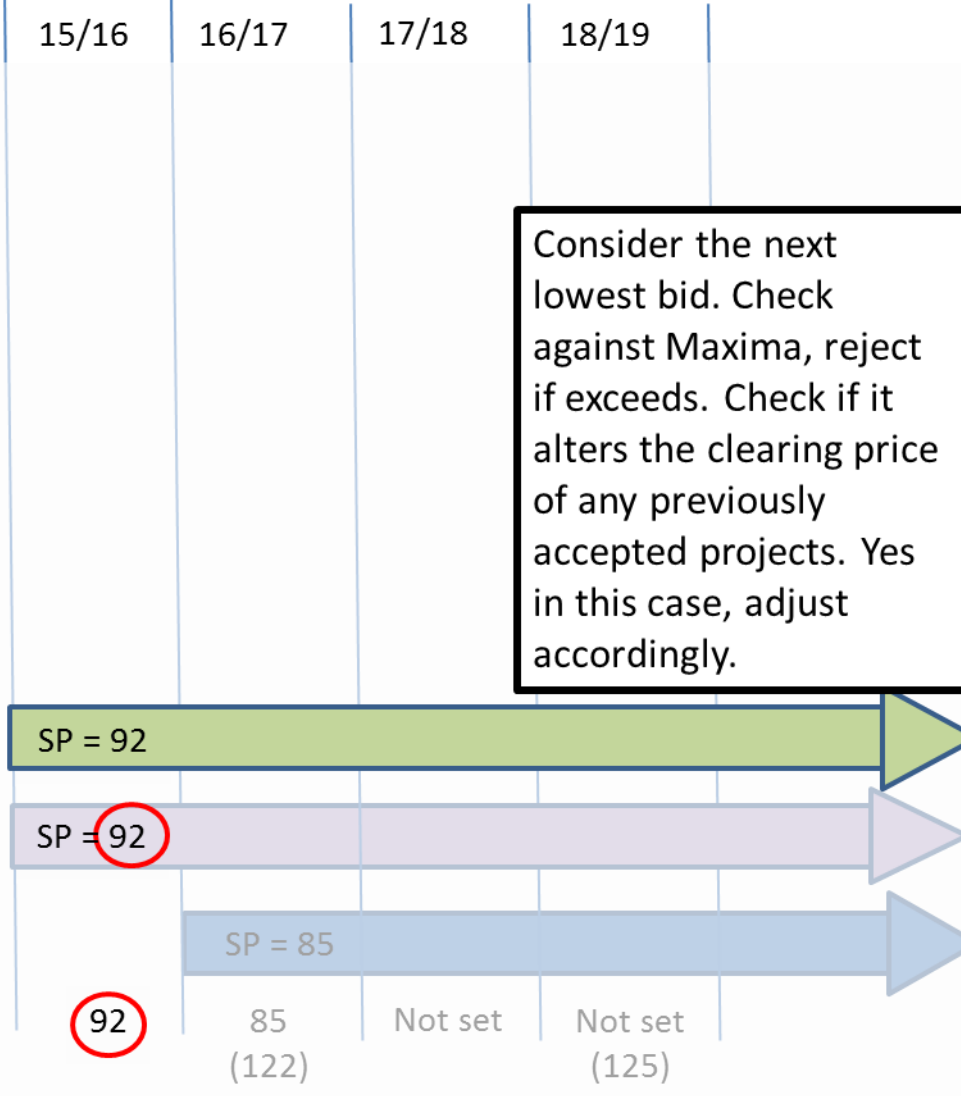 15/16 16/17 17/18 18/19
Consider the next
lowest bid. Check
against Maxima, reject
if exceeds. Check if it
alters the clearing price
of any previously
accepted projects. Yes
in this case, adjust
accordingly.
SP = 92
SP = 92
SP = 85
92 85 Not set Not set
(122) (125)